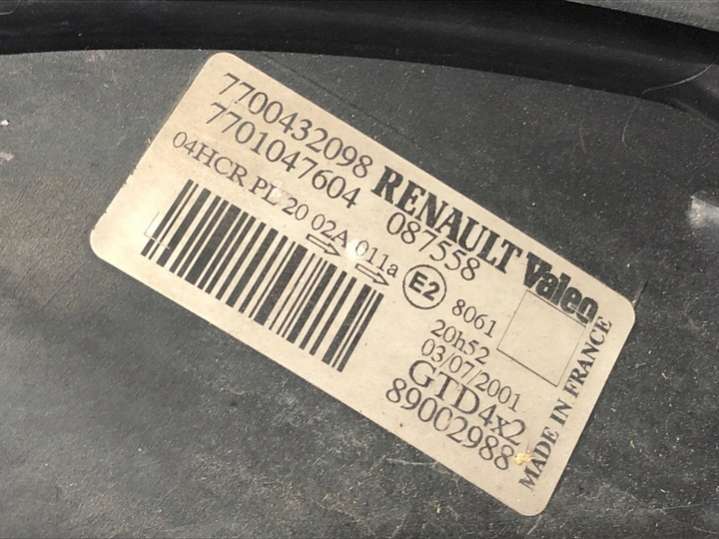 7700432098 RENAULT Valeo
7701047604 087558
04HCR PL 20 02A 011a E2 8061
20h52
03/07/2001
GTD4x2
89002988
MADE IN FRANCE